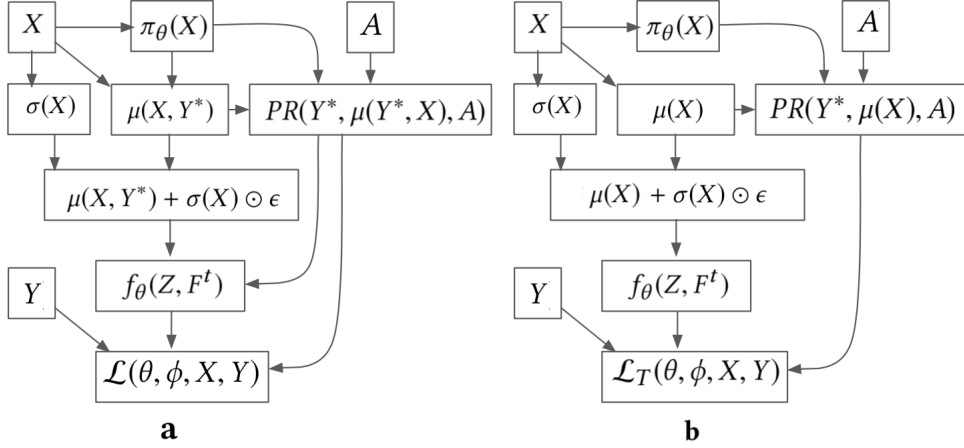 X
π_θ(X)
A
σ(X)
μ(X, Y*)
PR(Y*, μ(Y*, X), A)
μ(X, Y*) + σ(X) ⊙ ϵ
f_θ(Z, F^t)
Y
ℒ(θ, ϕ, X, Y)
a
X
π_θ(X)
A
σ(X)
μ(X)
PR(Y*, μ(X), A)
μ(X) + σ(X) ⊙ ϵ
f_θ(Z, F^t)
Y
ℒ_T(θ, ϕ, X, Y)
b